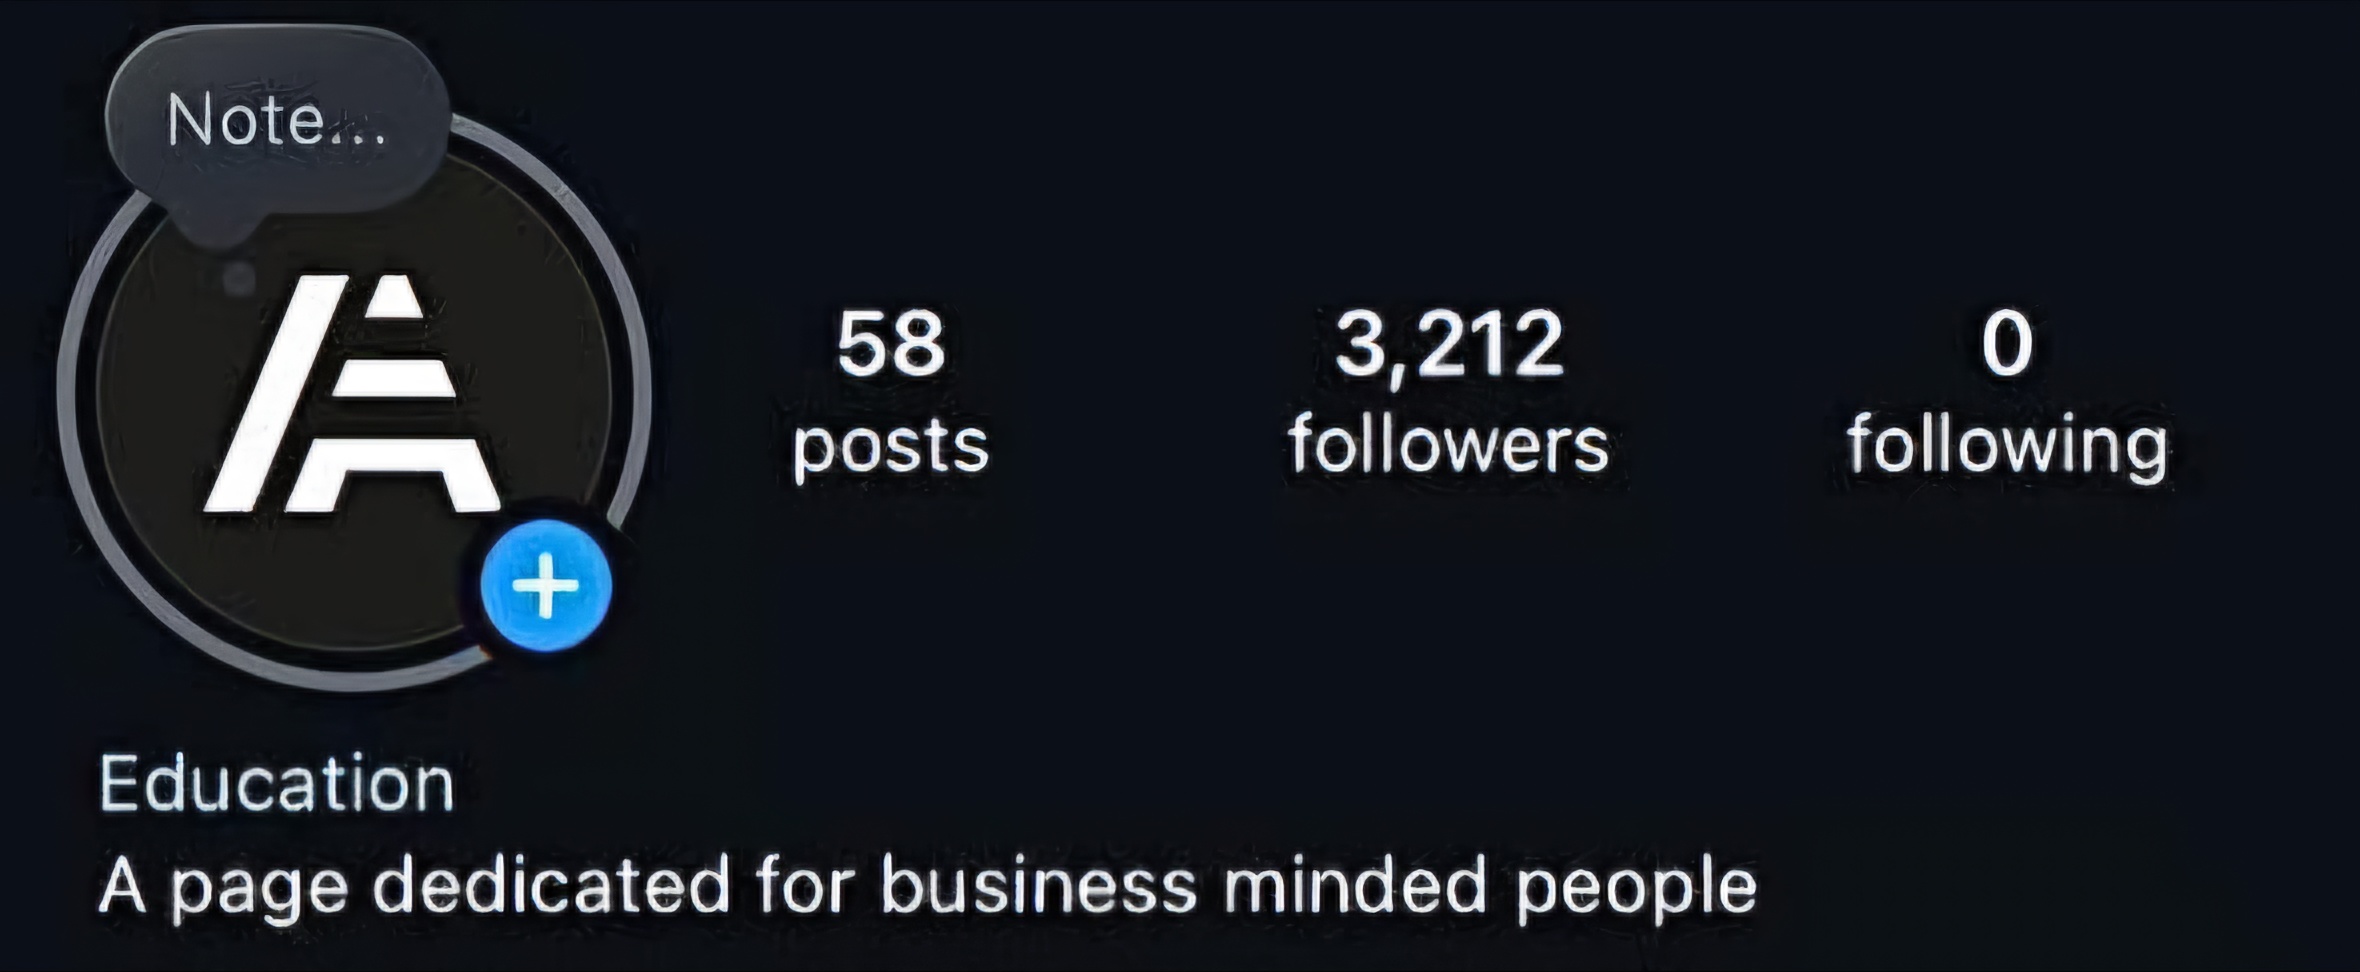 Note...
58
posts
3,212
followers
0
following
Education
A page dedicated for business minded people